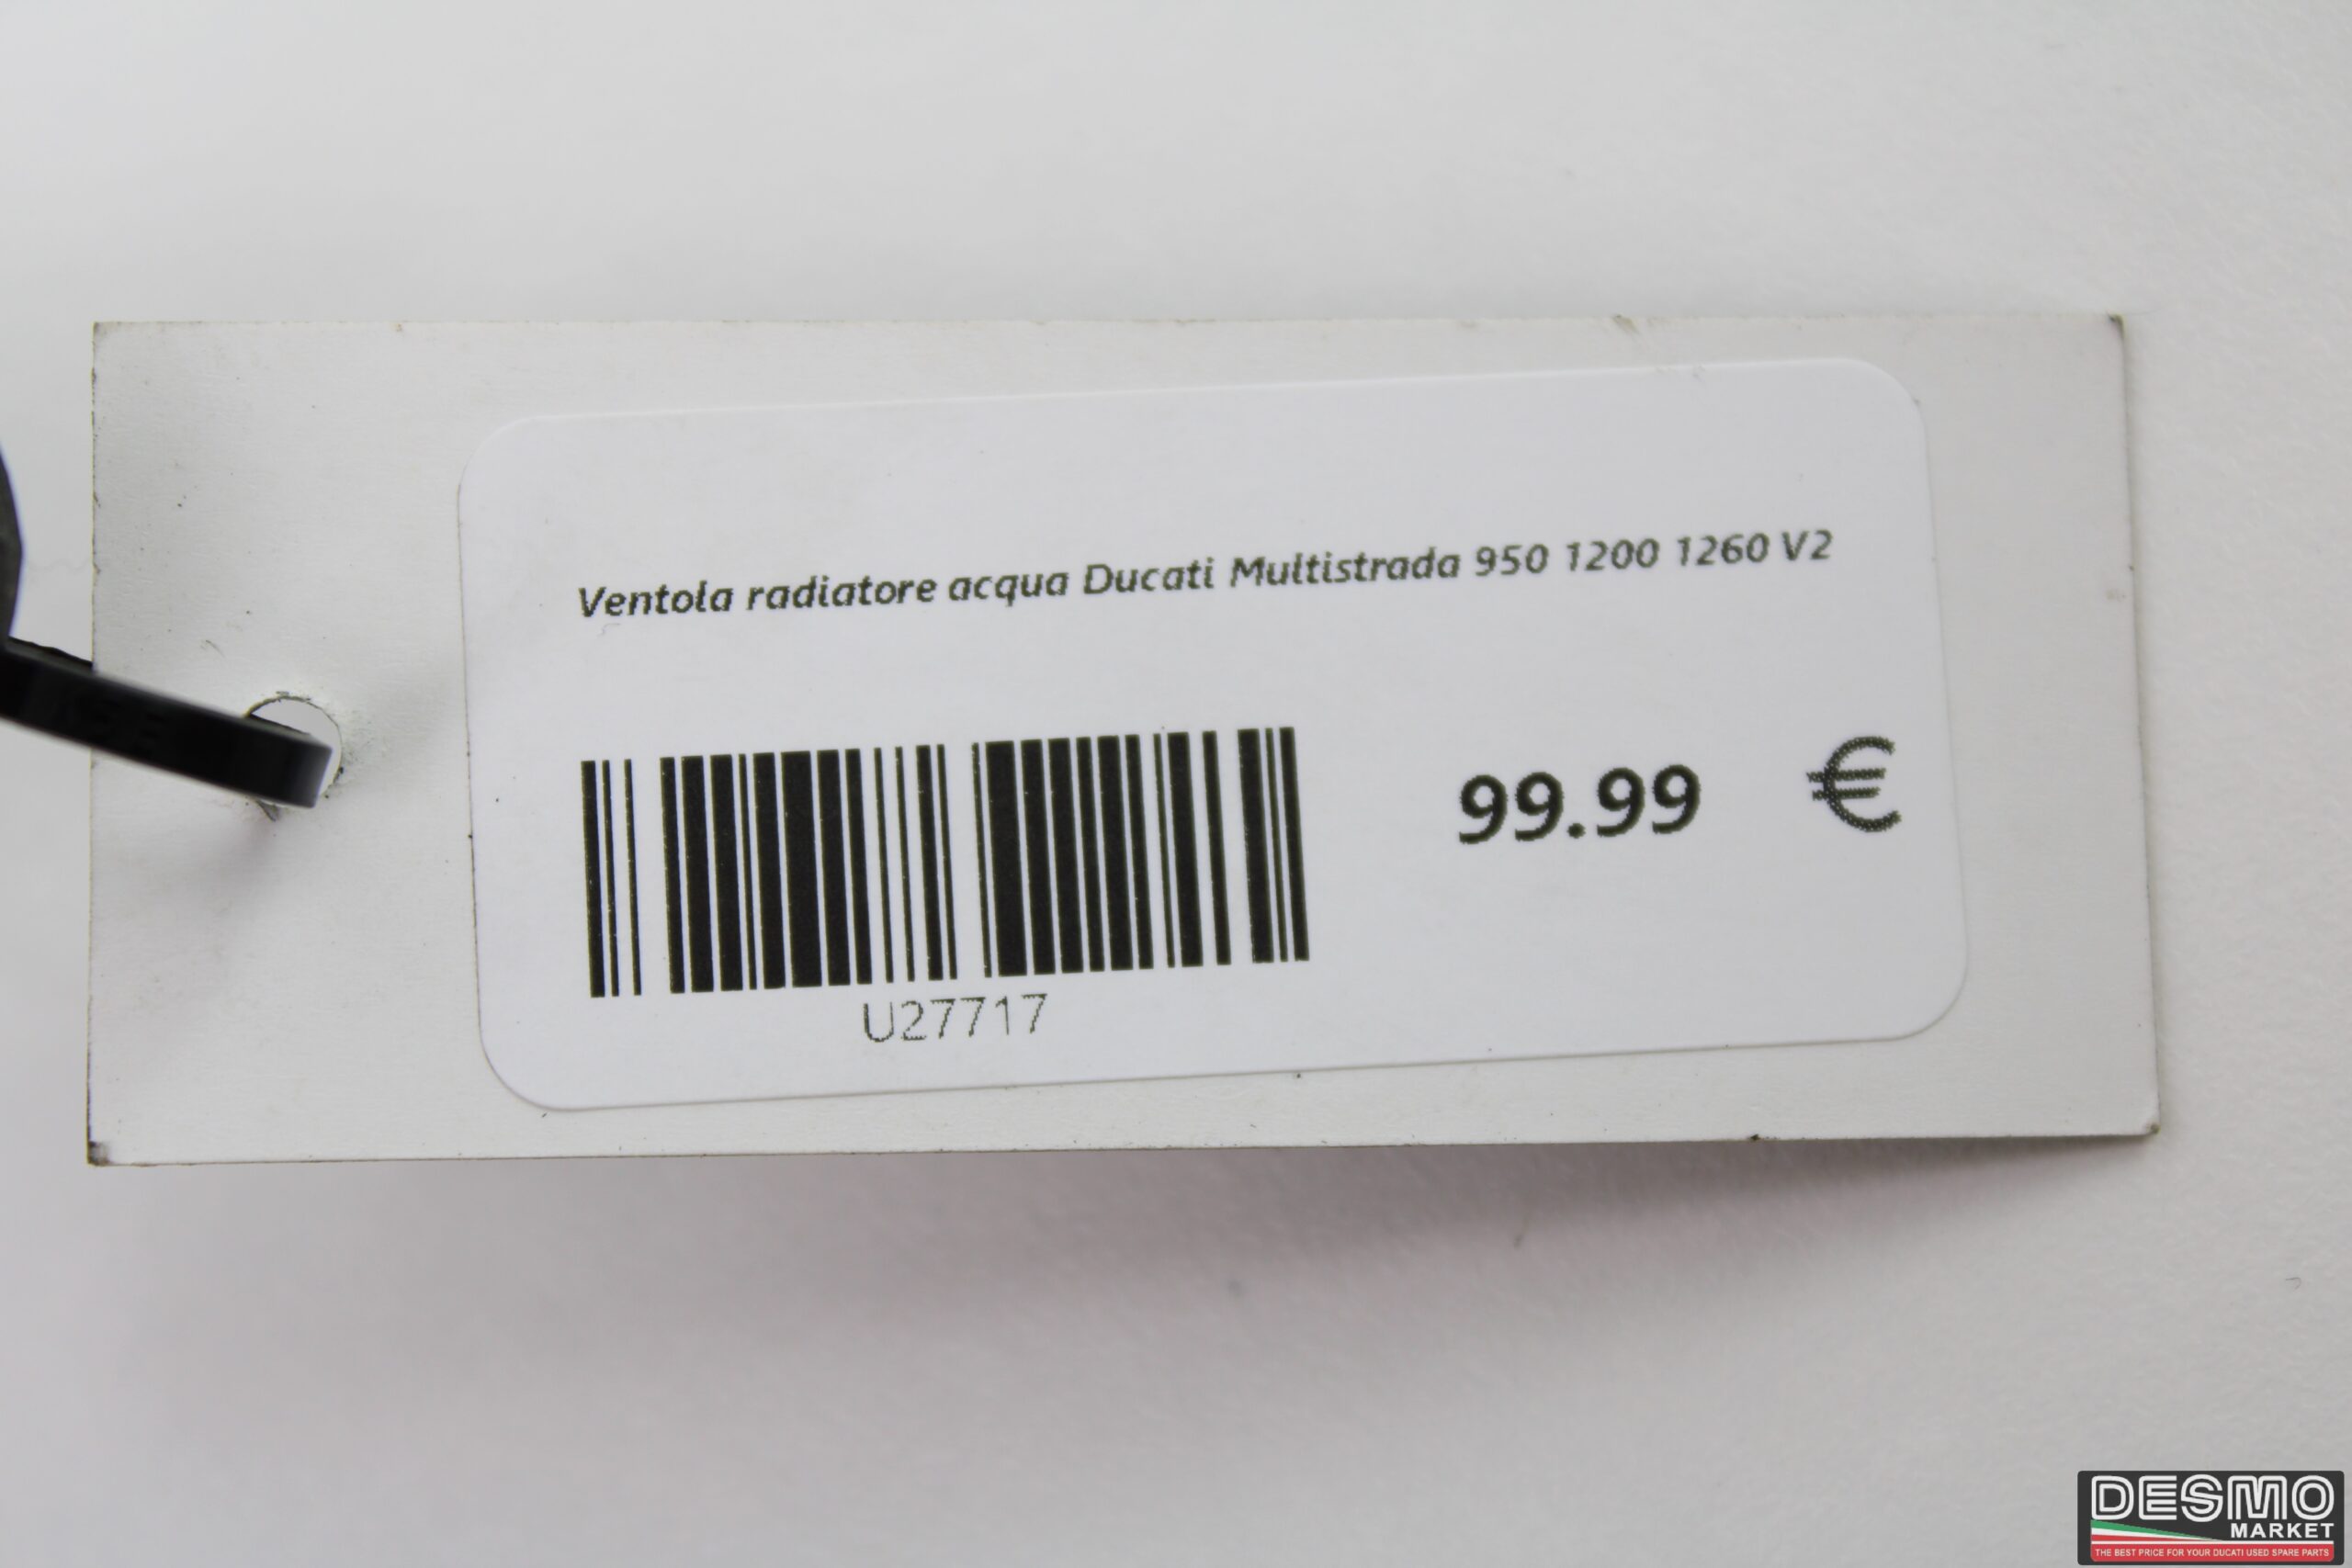 Ventola radiatore acqua Ducati Multistrada 950 1200 1260 V2
99.99 €
U27717
DESMO
MARKET
THE BEST PRICE FOR YOUR DUCATI USED SPARE PARTS